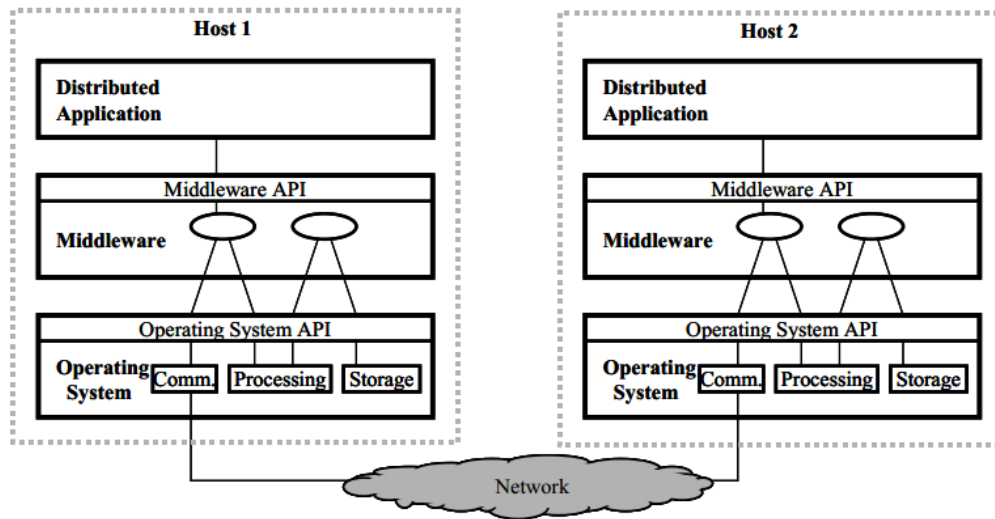 Host 1
Distributed
Application
Middleware API
Middleware
Operating System API
Operating
System
Comm.
Processing
Storage
Host 2
Distributed
Application
Middleware API
Middleware
Operating System API
Operating
System
Comm.
Processing
Storage
Network